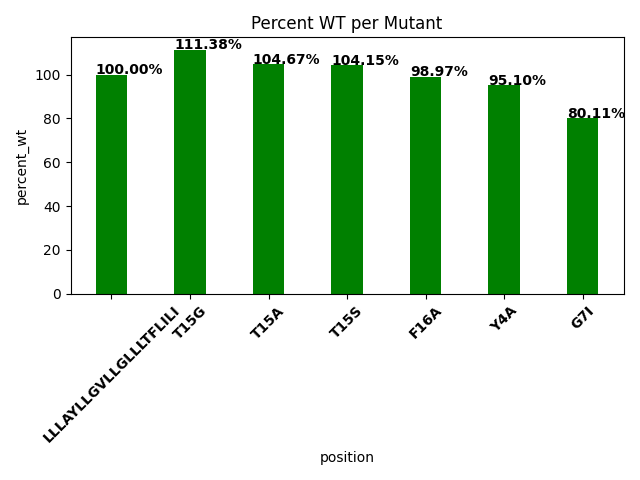 Percent WT per Mutant
100.00%
111.38%
104.67%
104.15%
98.97%
95.10%
80.11%
percent_wt
100
80
60
40
20
0
LLLAYLLGVLLGLLLTFLILI
T15G
T15A
T15S
F16A
Y4A
G7I
position